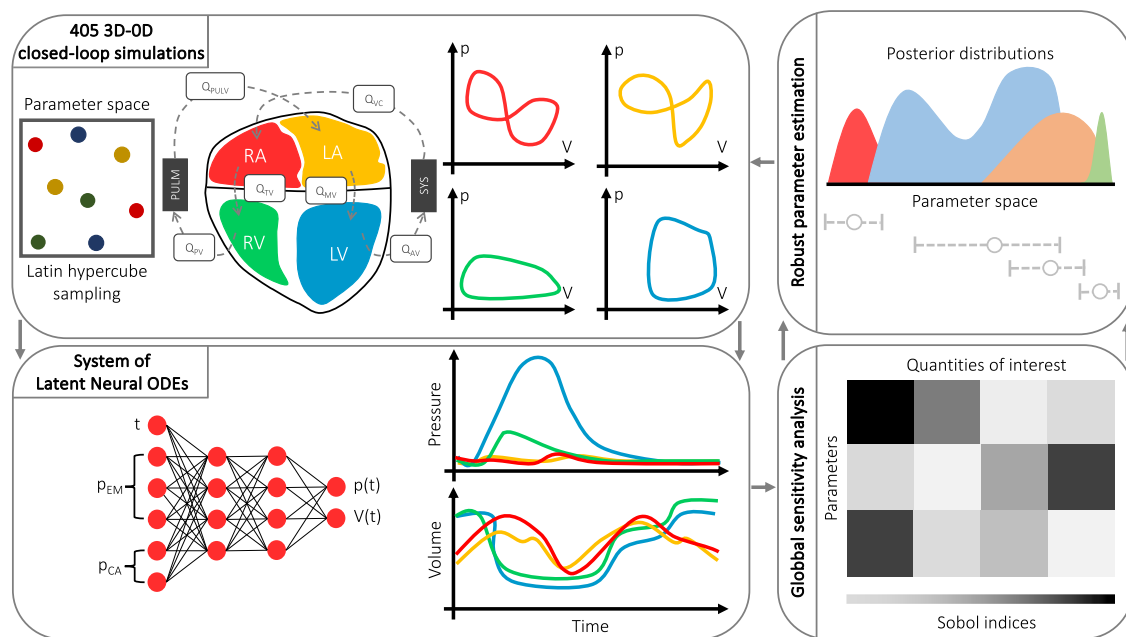 405 3D-0D
closed-loop simulations
Parameter space
Latin hypercube
sampling
PULM
SYS
Q_PULV
Q_VC
RA
LA
Q_TV
Q_MV
RV
LV
Q_PV
Q_AV
p
V
p
V
p
V
p
V
Robust parameter estimation
Posterior distributions
Parameter space
System of
Latent Neural ODEs
t
p_EM
p_CA
p(t)
V(t)
Pressure
Volume
Time
Globbal sensitivity analysis
Quantities of interest
Parameters
Sobol indices